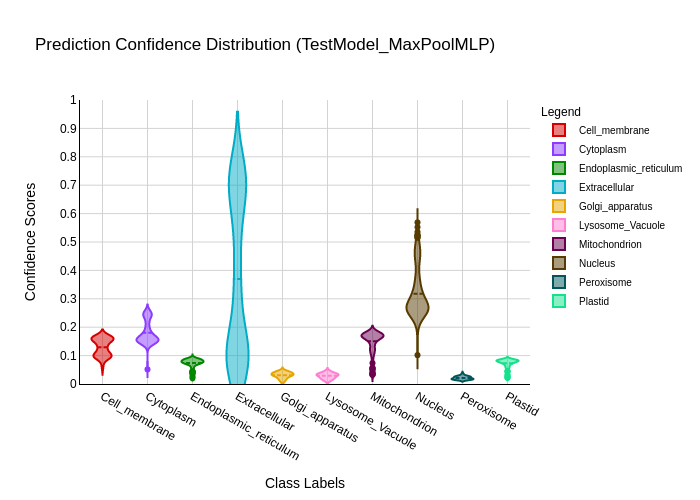 Prediction Confidence Distribution (TestModel_MaxPoolMLP)
1
0.9
0.8
0.7
0.6
0.5
0.4
0.3
0.2
0.1
0
Confidence Scores
Cell_membrane
Cytoplasm
Endoplasmic_reticulum
Extracellular
Golgi_apparatus
Lysosome_Vacuole
Mitochondrion
Nucleus
Peroxisome
Plastid
Class Labels
Legend
Cell_membrane
Cytoplasm
Endoplasmic_reticulum
Extracellular
Golgi_apparatus
Lysosome_Vacuole
Mitochondrion
Nucleus
Peroxisome
Plastid